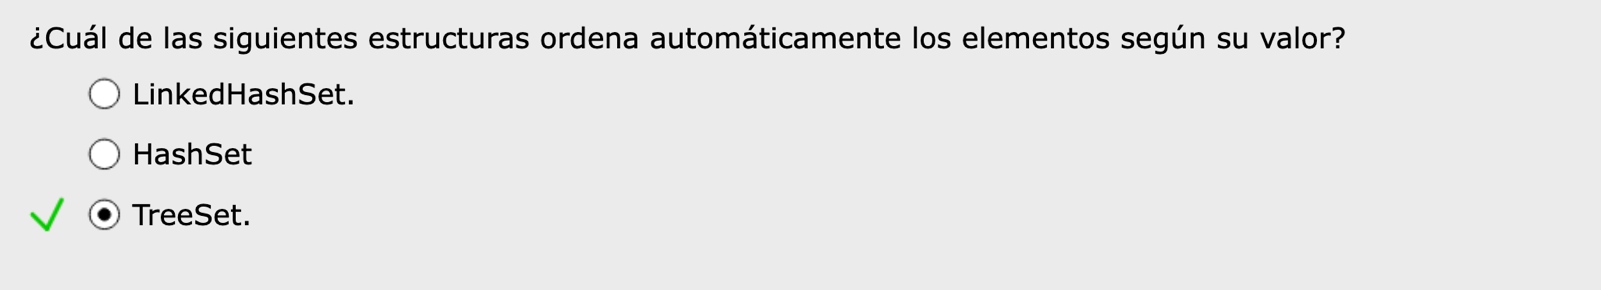 ¿Cuál de las siguientes estructuras ordena automáticamente los elementos según su valor?
LinkedHashSet.
HashSet
TreeSet.